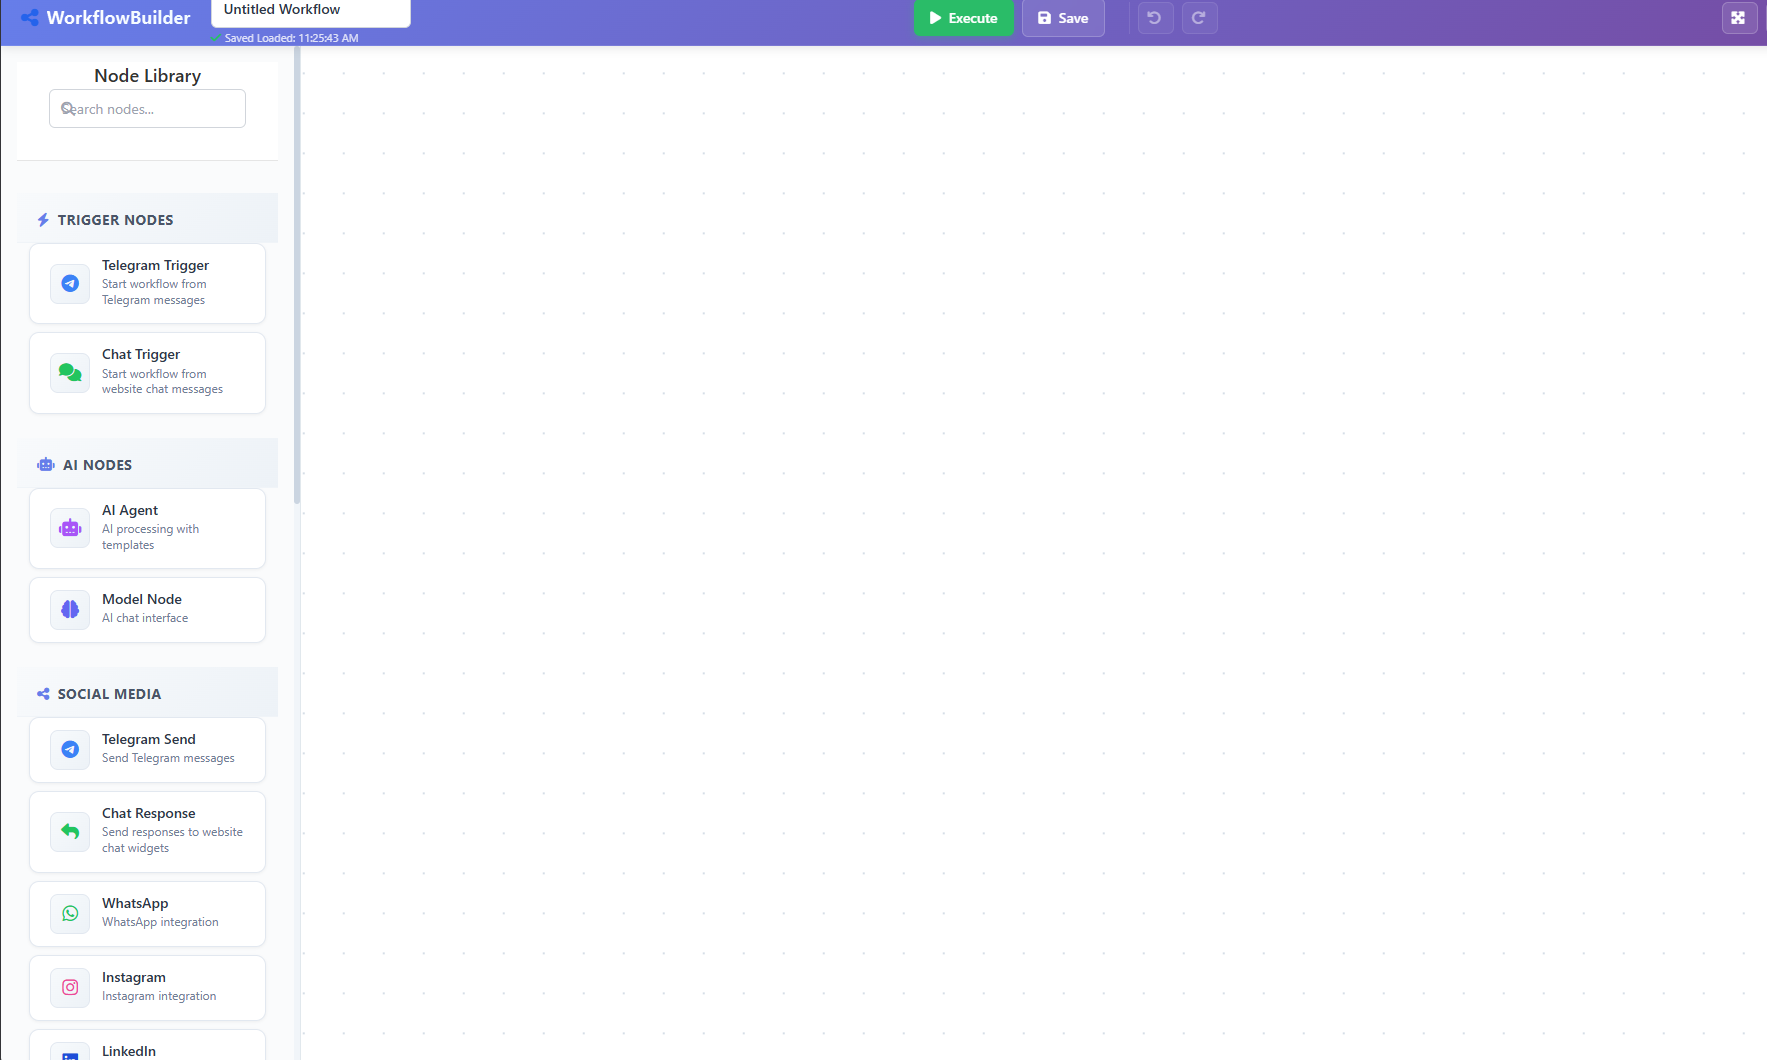 WorkflowBuilder
Untitled Workflow
Saved Loaded: 11:25:43 AM
Execute
Save
Node Library
Search nodes...
TRIGGER NODES
Telegram Trigger
Start workflow from
Telegram messages
Chat Trigger
Start workflow from
website chat messages
AI NODES
AI Agent
AI processing with
templates
Model Node
AI chat interface
SOCIAL MEDIA
Telegram Send
Send Telegram messages
Chat Response
Send responses to website
chat widgets
WhatsApp
WhatsApp integration
Instagram
Instagram integration
LinkedIn